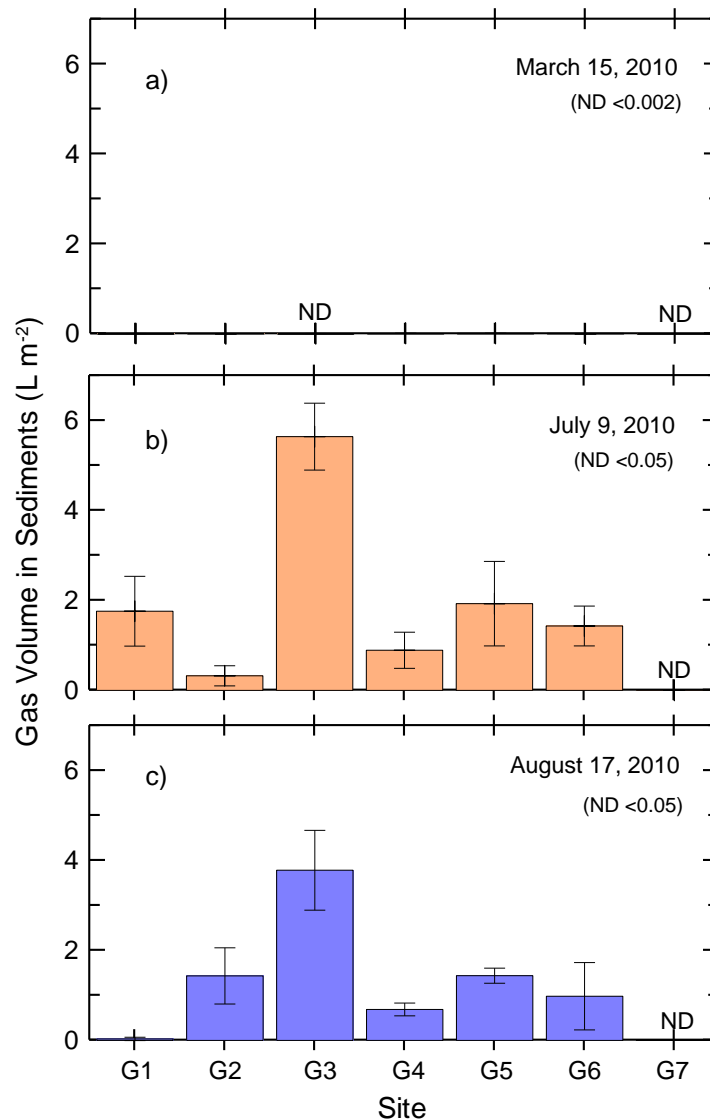 Gas Volume in Sediments (L m⁻²)
a)
March 15, 2010
(ND <0.002)
6
4
2
0
ND
ND
b)
July 9, 2010
(ND <0.05)
6
4
2
0
ND
c)
August 17, 2010
(ND <0.05)
6
4
2
0
ND
G1 G2 G3 G4 G5 G6 G7
Site